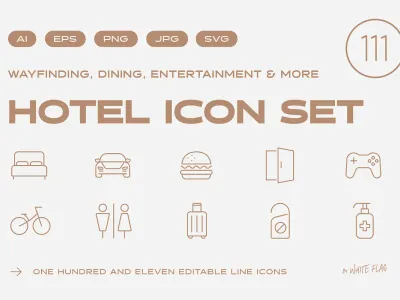 AI EPS PNG JPG SVG
111
WAYFINDING, DINING, ENTERTAINMENT & MORE
HOTEL ICON SET
→ ONE HUNDRED AND ELEVEN EDITABLE LINE ICONS
BY WHITE FLAG